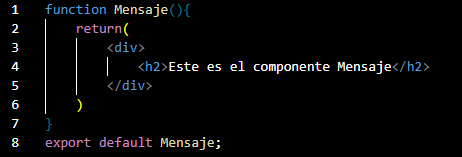 1 function Mensaje(){
2     return(
3         <div>
4             <h2>Este es el componente Mensaje</h2>
5         </div>
6     )
7 }
8 export default Mensaje;